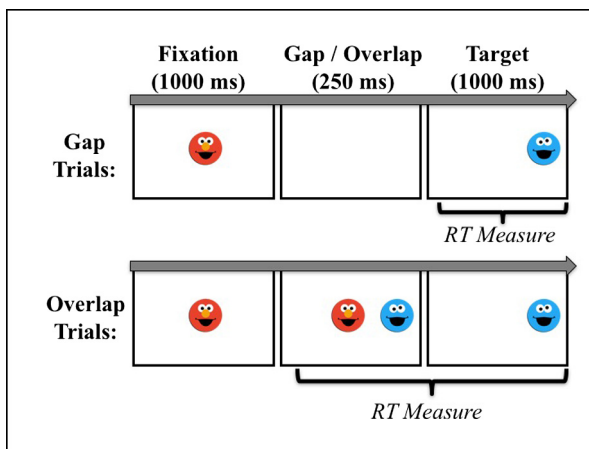 Fixation Gap / Overlap Target
(1000 ms) (250 ms) (1000 ms)
Gap
Trials:
RT Measure
Overlap
Trials:
RT Measure